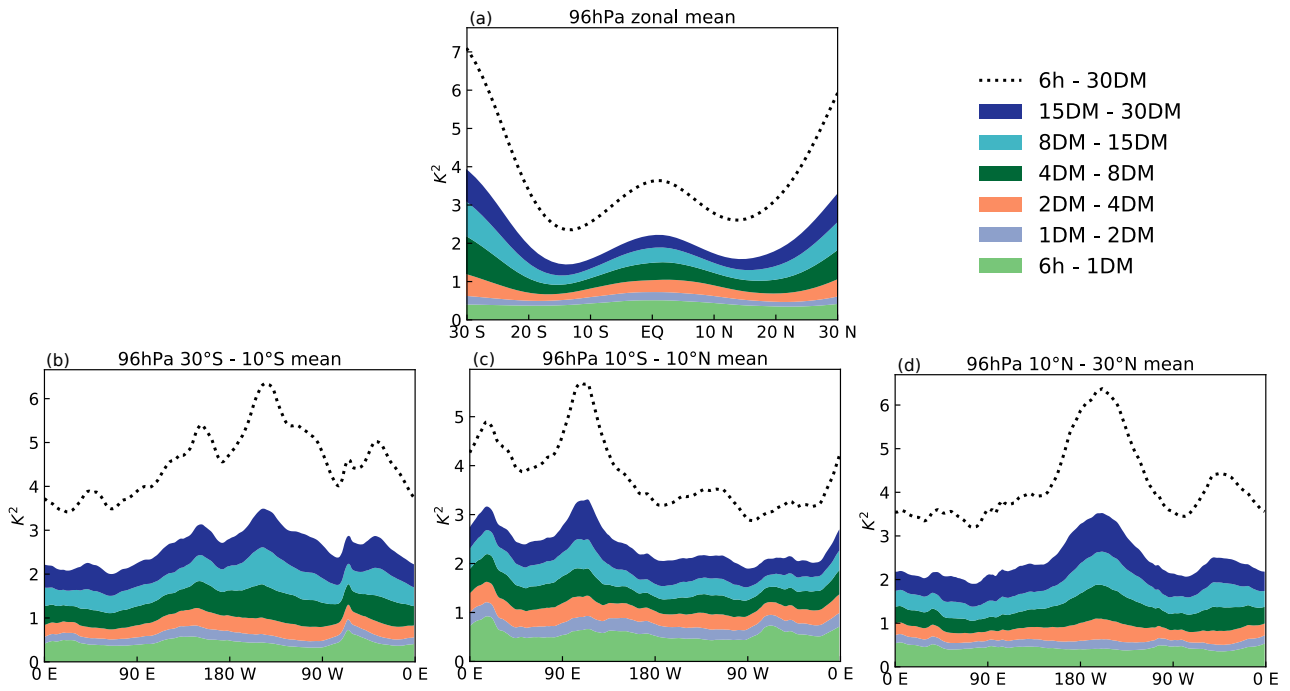 (a) 96hPa zonal mean
7
6
5
4
3
2
1
0
K²
30 S 20 S 10 S EQ 10 N 20 N 30 N
6h - 30DM
15DM - 30DM
8DM - 15DM
4DM - 8DM
2DM - 4DM
1DM - 2DM
6h - 1DM
(b) 96hPa 30°S - 10°S mean
6
5
4
3
2
1
0
K²
0 E 90 E 180 W 90 W 0 E
(c) 96hPa 10°S - 10°N mean
5
4
3
2
1
0
K²
0 E 90 E 180 W 90 W 0 E
(d) 96hPa 10°N - 30°N mean
6
5
4
3
2
1
0
K²
0 E 90 E 180 W 90 W 0 E